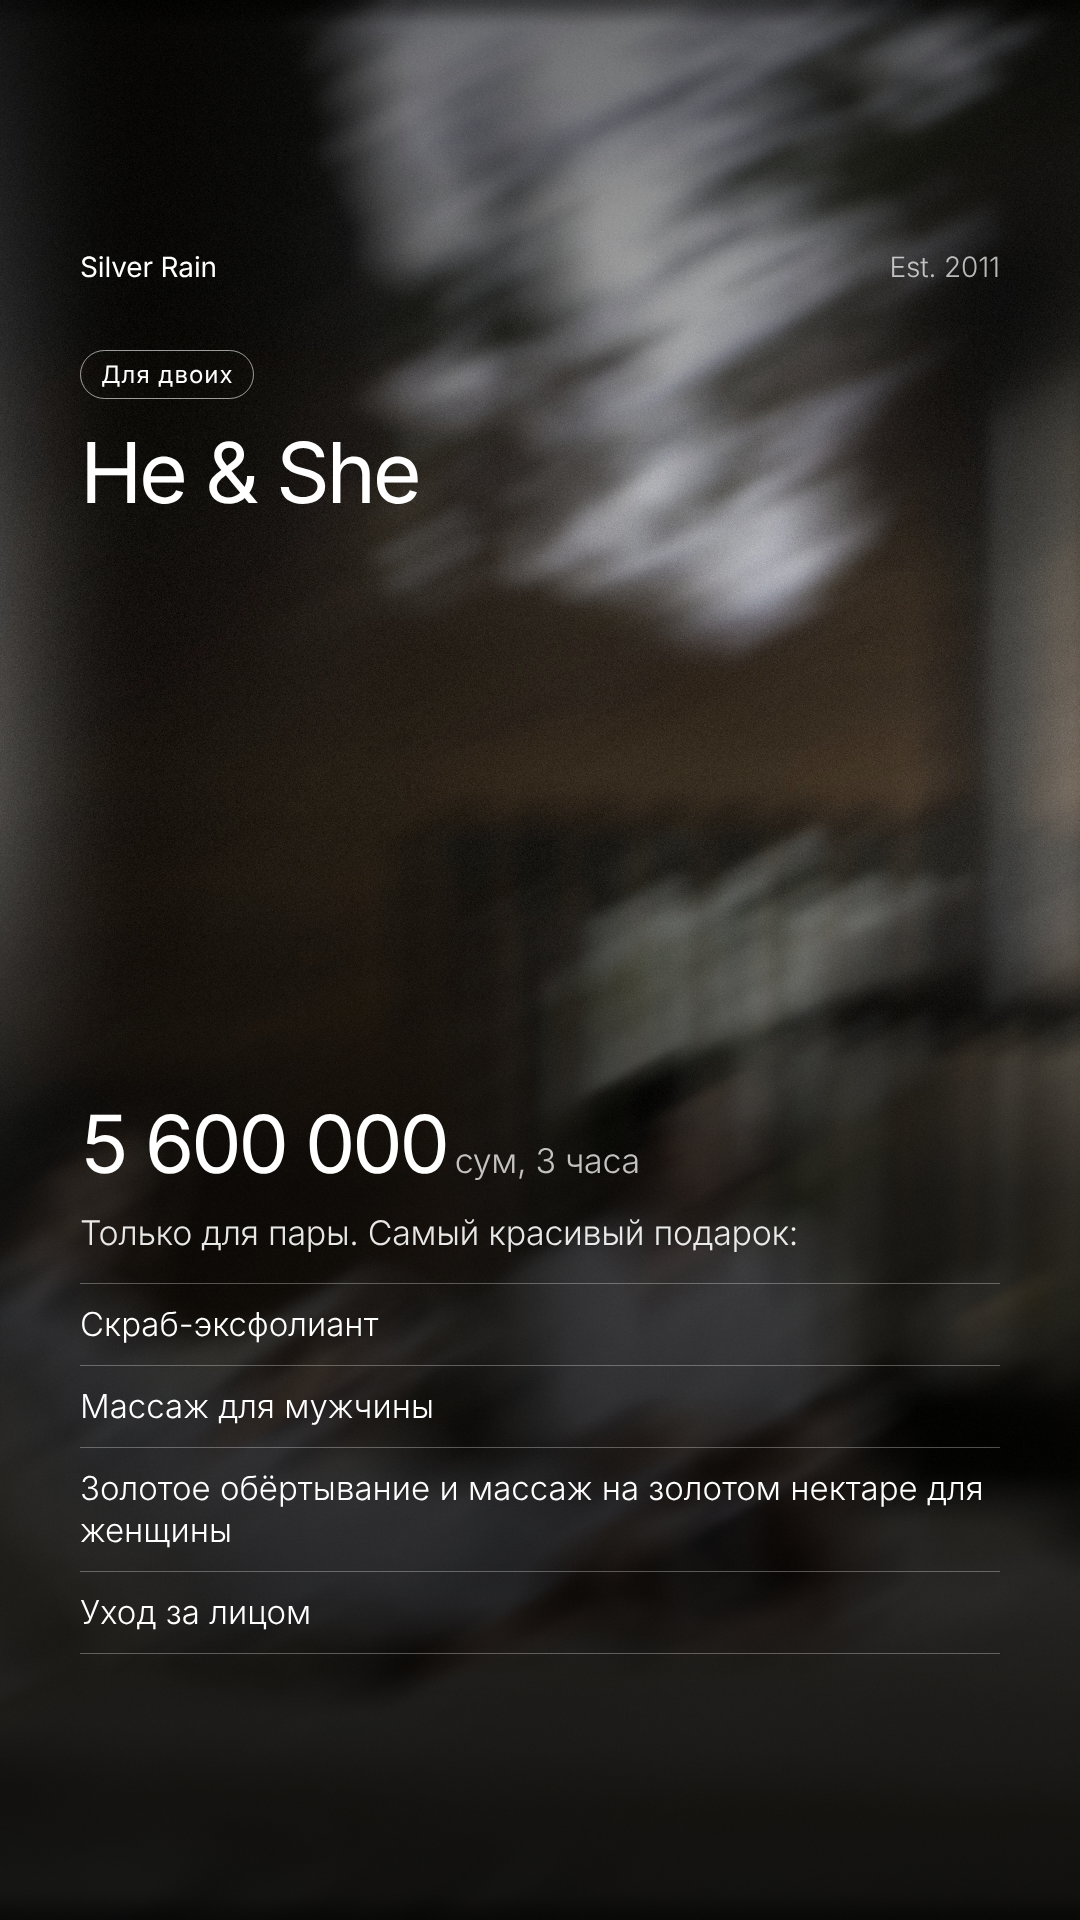 Silver Rain
Est. 2011
Для двоих
He & She
5 600 000 сум, 3 часа
Только для пары. Самый красивый подарок:
Скраб-эксфолиант
Массаж для мужчины
Золотое обёртывание и массаж на золотом нектаре для
женщины
Уход за лицом